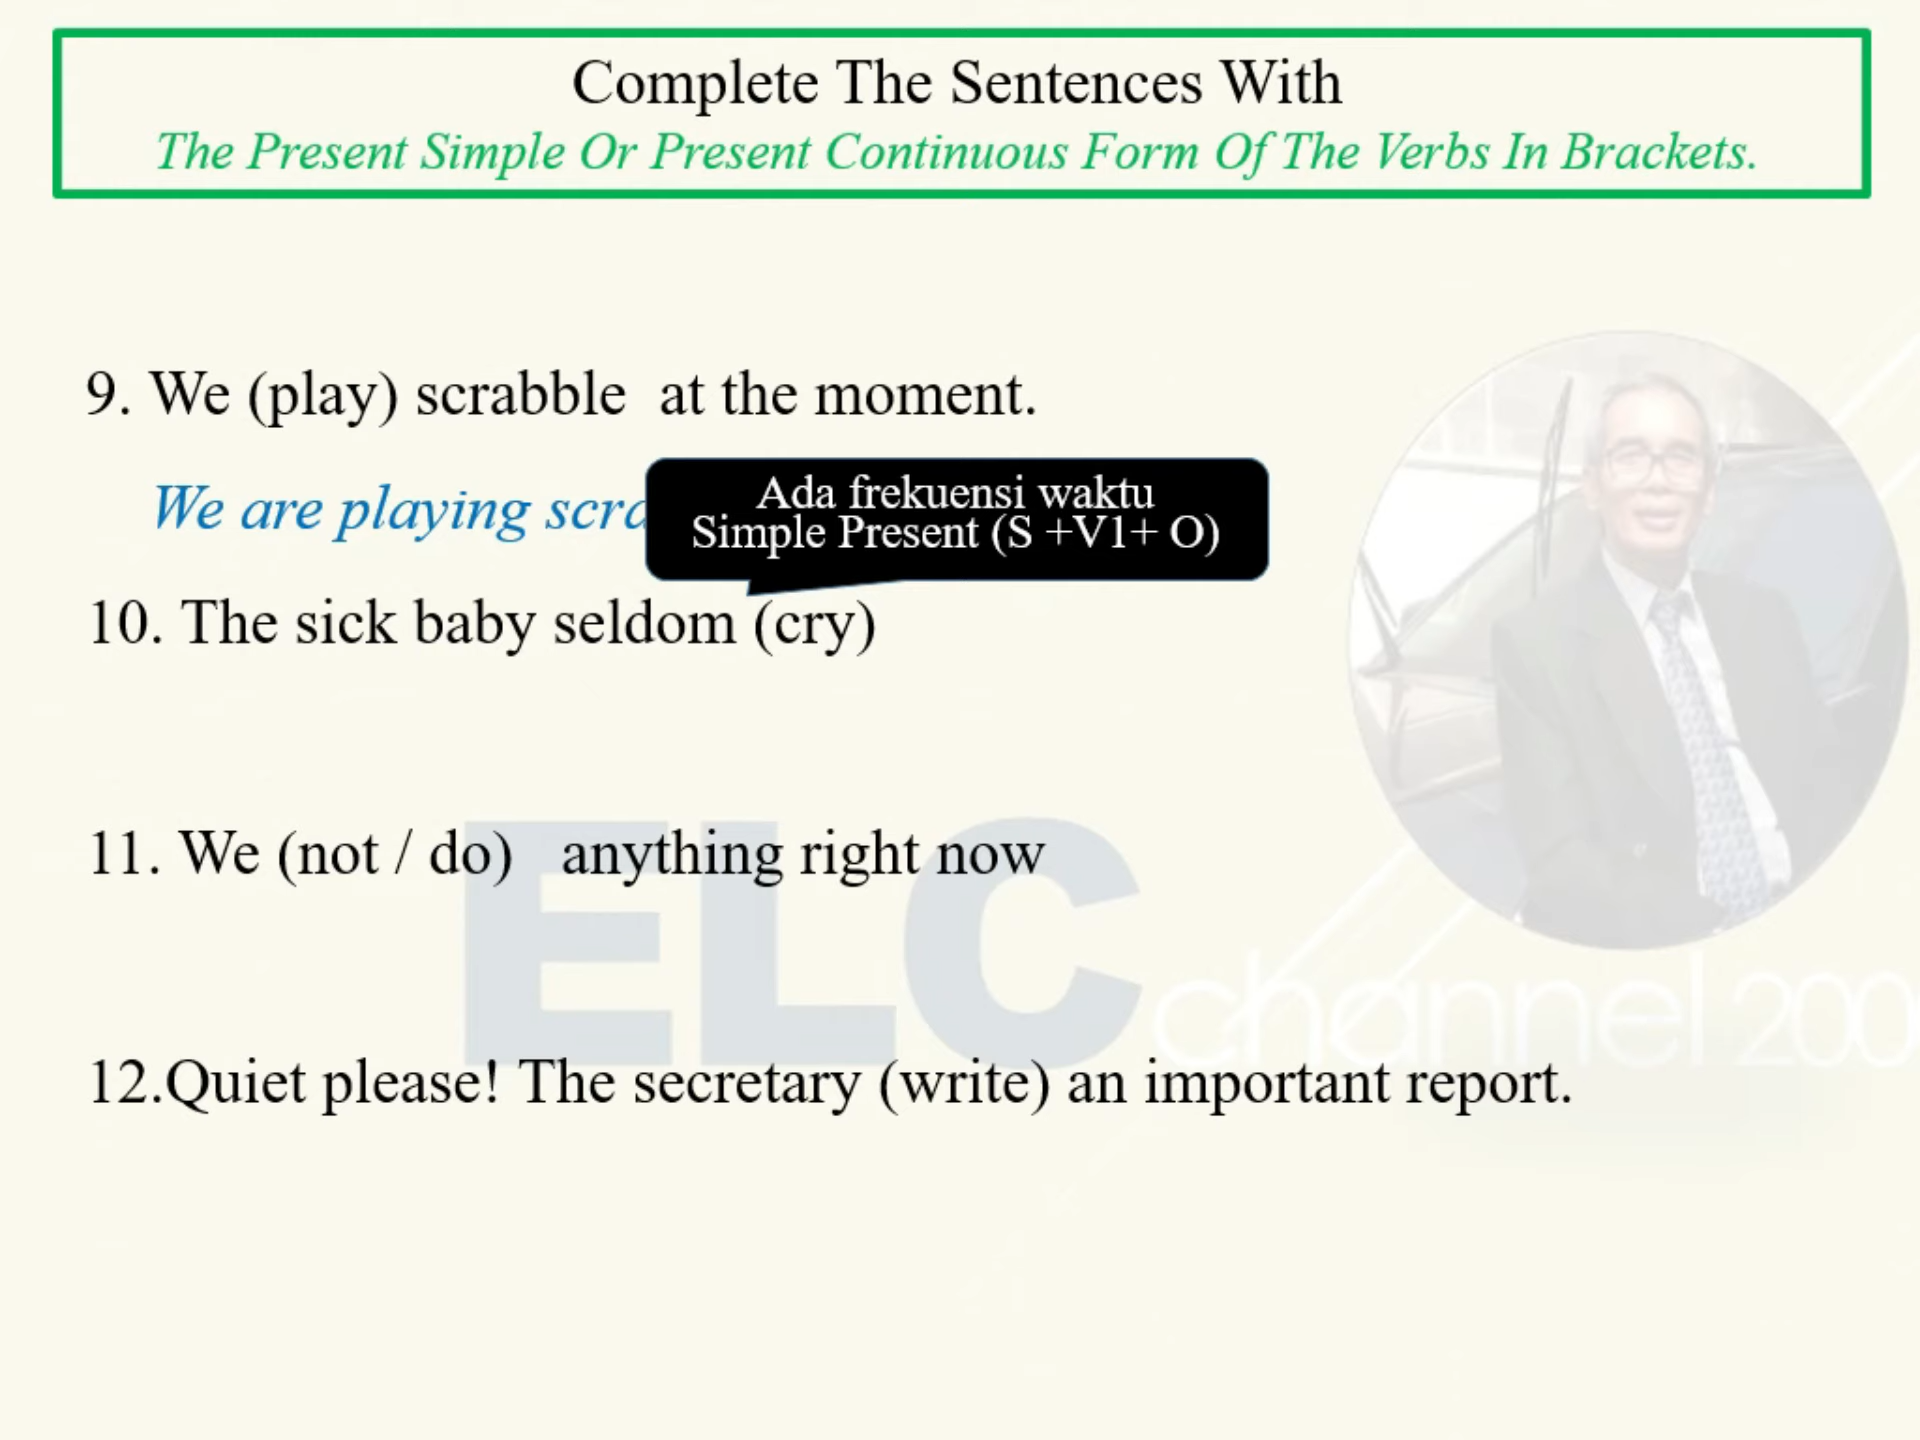 Complete The Sentences With
The Present Simple Or Present Continuous Form Of The Verbs In Brackets.
9. We (play) scrabble at the moment.
We are playing
Ada frekuensi waktu
Simple Present (S +V1+ O)
10. The sick baby seldom (cry)
11. We (not / do) anything right now
ELC channel 200
12.Quiet please! The secretary (write) an important report.